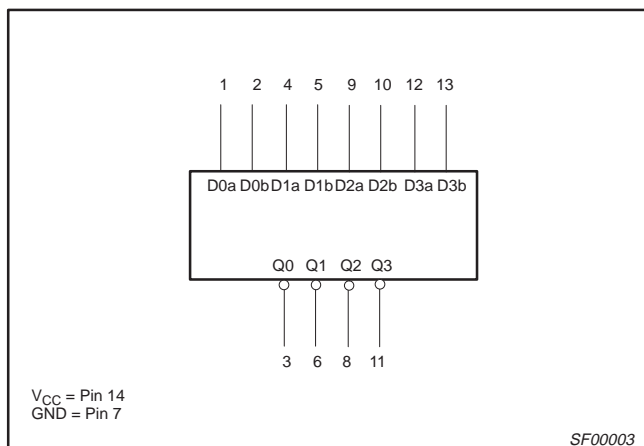 1 2 4 5 9 10 12 13
D0a D0b D1a D1b D2a D2b D3a D3b
Q0 Q1 Q2 Q3
3 6 8 11
VCC = Pin 14
GND = Pin 7
SF00003